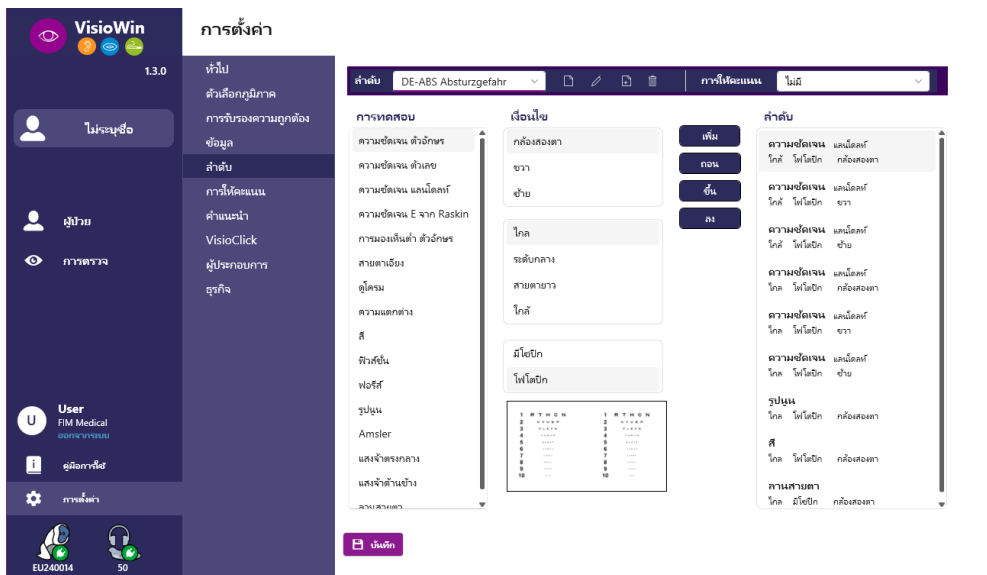 VisioWin
1.3.0
ไม่ระบุชื่อ
ผู้ป่วย
การตรวจ
U
User
FIM Medical
ออกจากระบบ
คู่มือการใช้
การตั้งค่า
EU240014
50
การตั้งค่า
ทั่วไป
ตัวเลือกภูมิภาค
การรับรองความถูกต้อง
ข้อมูล
ลำดับ
การให้คะแนน
คำแนะนำ
VisioClick
ผู้ประกอบการ
ธุรกิจ
ลำดับ DE-ABS Absturzgefahr การให้คะแนน ไม่มี
การทดสอบ
ความชัดเจน ตัวอักษร
ความชัดเจน ตัวเลข
ความชัดเจน แลนโดลท์
ความชัดเจน E จาก Raskin
การมองเห็นต่ำ ตัวอักษร
สายตาเอียง
ดูโครม
ความแตกต่าง
สี
ฟิวส์ชั่น
ฟอรีส์
รูปนูน
Amsler
แสงจ้าตรงกลาง
แสงจ้าด้านข้าง
ลานสายตา
เงื่อนไข
กล้องสองตา
ขวา
ซ้าย
ไกล
ระดับกลาง
สายตายาว
ใกล้
มีโซปิก
โฟโตปิก
1 R T H O N 1 R T H O N
2 2
3 3
4 4
5 5
6 6
7 7
8 8
9 9
10 10
เพิ่ม
ถอน
ขึ้น
ลง
ลำดับ
ความชัดเจน แลนโดลท์
ใกล้ โฟโตปิก กล้องสองตา
ความชัดเจน แลนโดลท์
ใกล้ โฟโตปิก ขวา
ความชัดเจน แลนโดลท์
ใกล้ โฟโตปิก ซ้าย
ความชัดเจน แลนโดลท์
ไกล โฟโตปิก กล้องสองตา
ความชัดเจน แลนโดลท์
ไกล โฟโตปิก ขวา
ความชัดเจน แลนโดลท์
ไกล โฟโตปิก ซ้าย
รูปนูน
ไกล โฟโตปิก กล้องสองตา
สี
ไกล โฟโตปิก กล้องสองตา
ลานสายตา
ไกล มีโซปิก กล้องสองตา
บันทึก